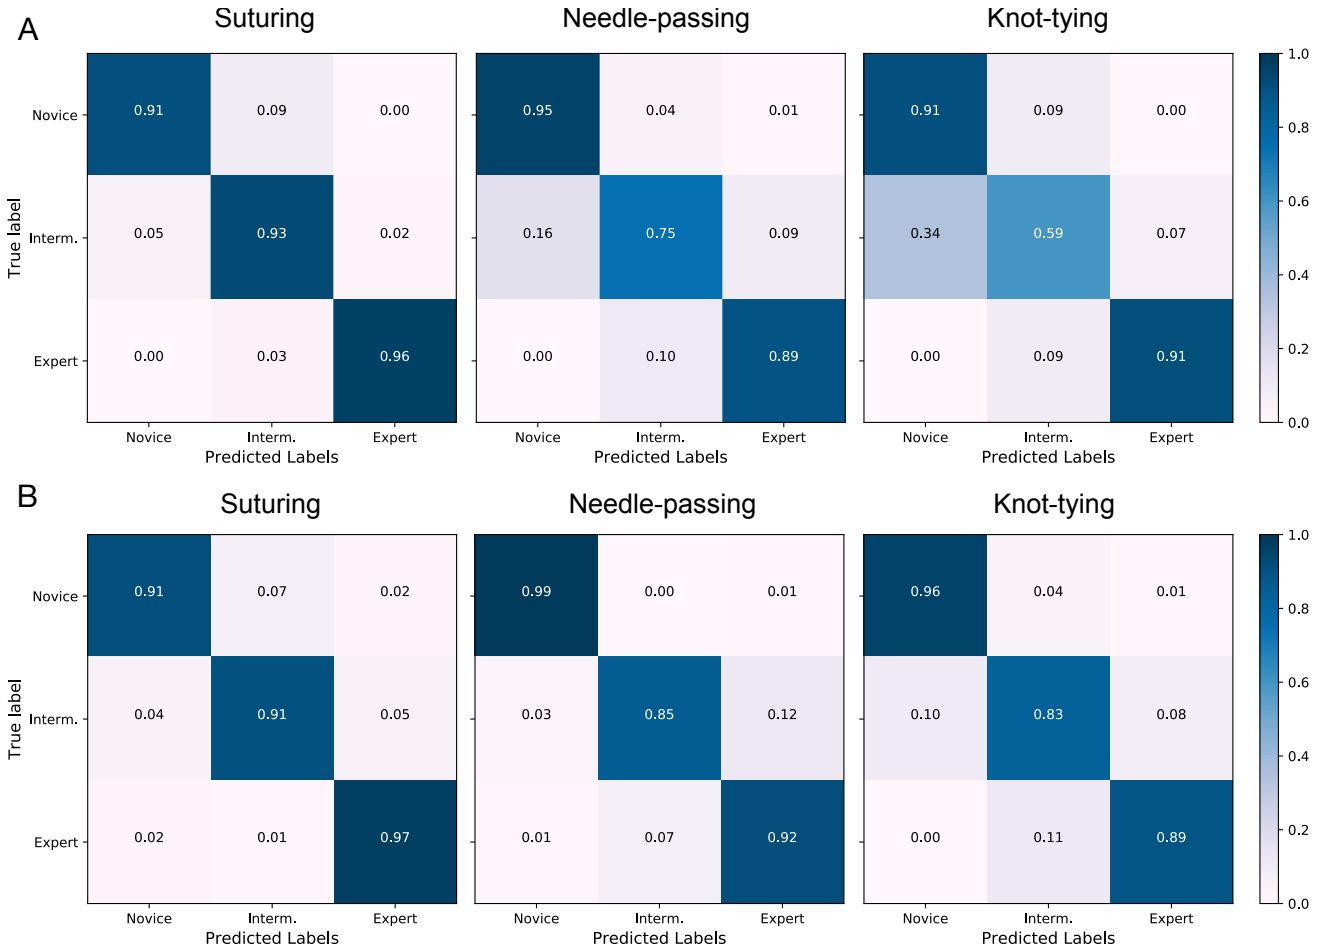 A
Suturing
Needle-passing
Knot-tying
Novice
0.91 0.09 0.00
0.95 0.04 0.01
0.91 0.09 0.00
Interm.
0.05 0.93 0.02
0.16 0.75 0.09
0.34 0.59 0.07
Expert
0.00 0.03 0.96
0.00 0.10 0.89
0.00 0.09 0.91
True label
Novice Interm. Expert
Novice Interm. Expert
Novice Interm. Expert
Predicted Labels
Predicted Labels
Predicted Labels
1.0
0.8
0.6
0.4
0.2
0.0
B
Suturing
Needle-passing
Knot-tying
Novice
0.91 0.07 0.02
0.99 0.00 0.01
0.96 0.04 0.01
Interm.
0.04 0.91 0.05
0.03 0.85 0.12
0.10 0.83 0.08
Expert
0.02 0.01 0.97
0.01 0.07 0.92
0.00 0.11 0.89
True label
Novice Interm. Expert
Novice Interm. Expert
Novice Interm. Expert
Predicted Labels
Predicted Labels
Predicted Labels
1.0
0.8
0.6
0.4
0.2
0.0